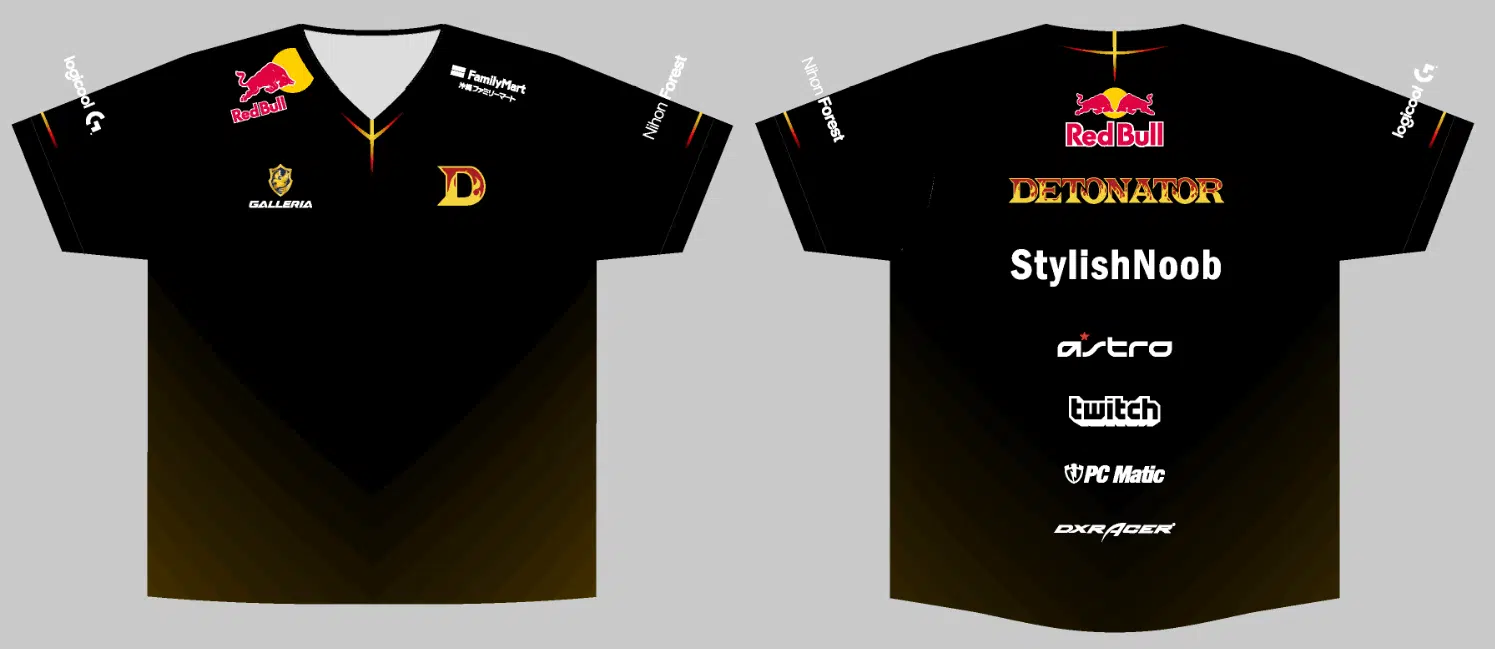 logicool G
Red Bull
FamilyMart
沖縄ファミリーマート
Nihon Forest
GALLERIA
D
Nihon Forest
logicool G
Red Bull
DETONATOR
StylishNoob
astro
twitch
PC Matic
DXRACER